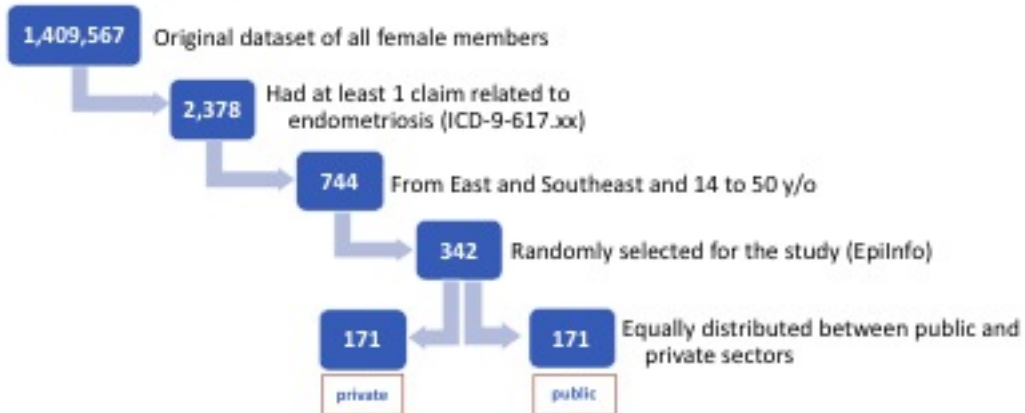 1,409,567 Original dataset of all female members
2,378 Had at least 1 claim related to
endometriosis (ICD-9-617.xx)
744 From East and Southeast and 14 to 50 y/o
342 Randomly selected for the study (EpiInfo)
171 171 Equally distributed between public and
private sectors
private public